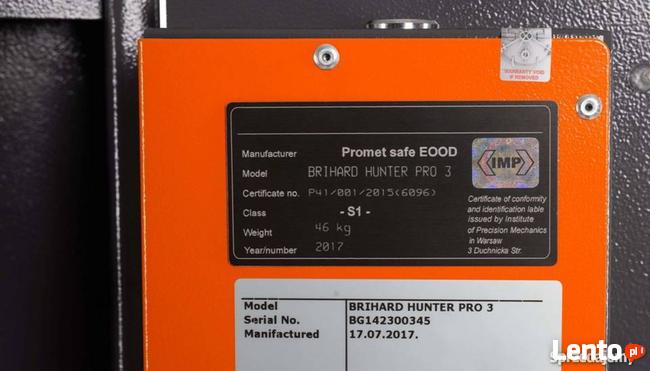 WARRANTY VOID
IF REMOVED
Manufacturer Promet safe EOOD
Model BRIHARD HUNTER PRO 3
Certificate no. P41/001/2015(6096)
Class - S1 -
Weight 46 kg
Year/number 2017
IMP
Certificate of conformity
and identification lable
issued by Institute
of Precision Mechanics
in Warsaw
3 Duchnicka Str.
Model BRIHARD HUNTER PRO 3
Serial No. BG142300345
Manifactured 17.07.2017.
Lento.pl
Sprzedajemy